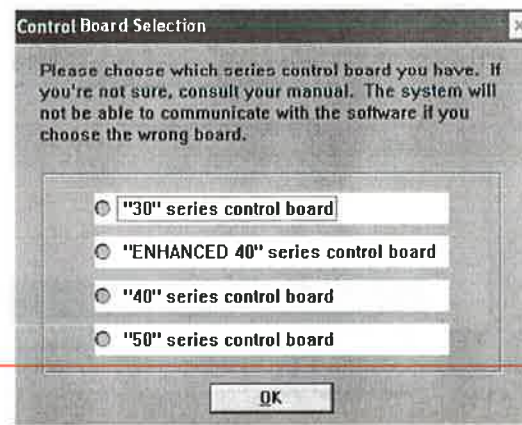 Control Board Selection
Please choose which series control board you have. If
you're not sure, consult your manual. The system will
not be able to communicate with the software if you
choose the wrong board.
"30" series control board
"ENHANCED 40" series control board
"40" series control board
"50" series control board
OK